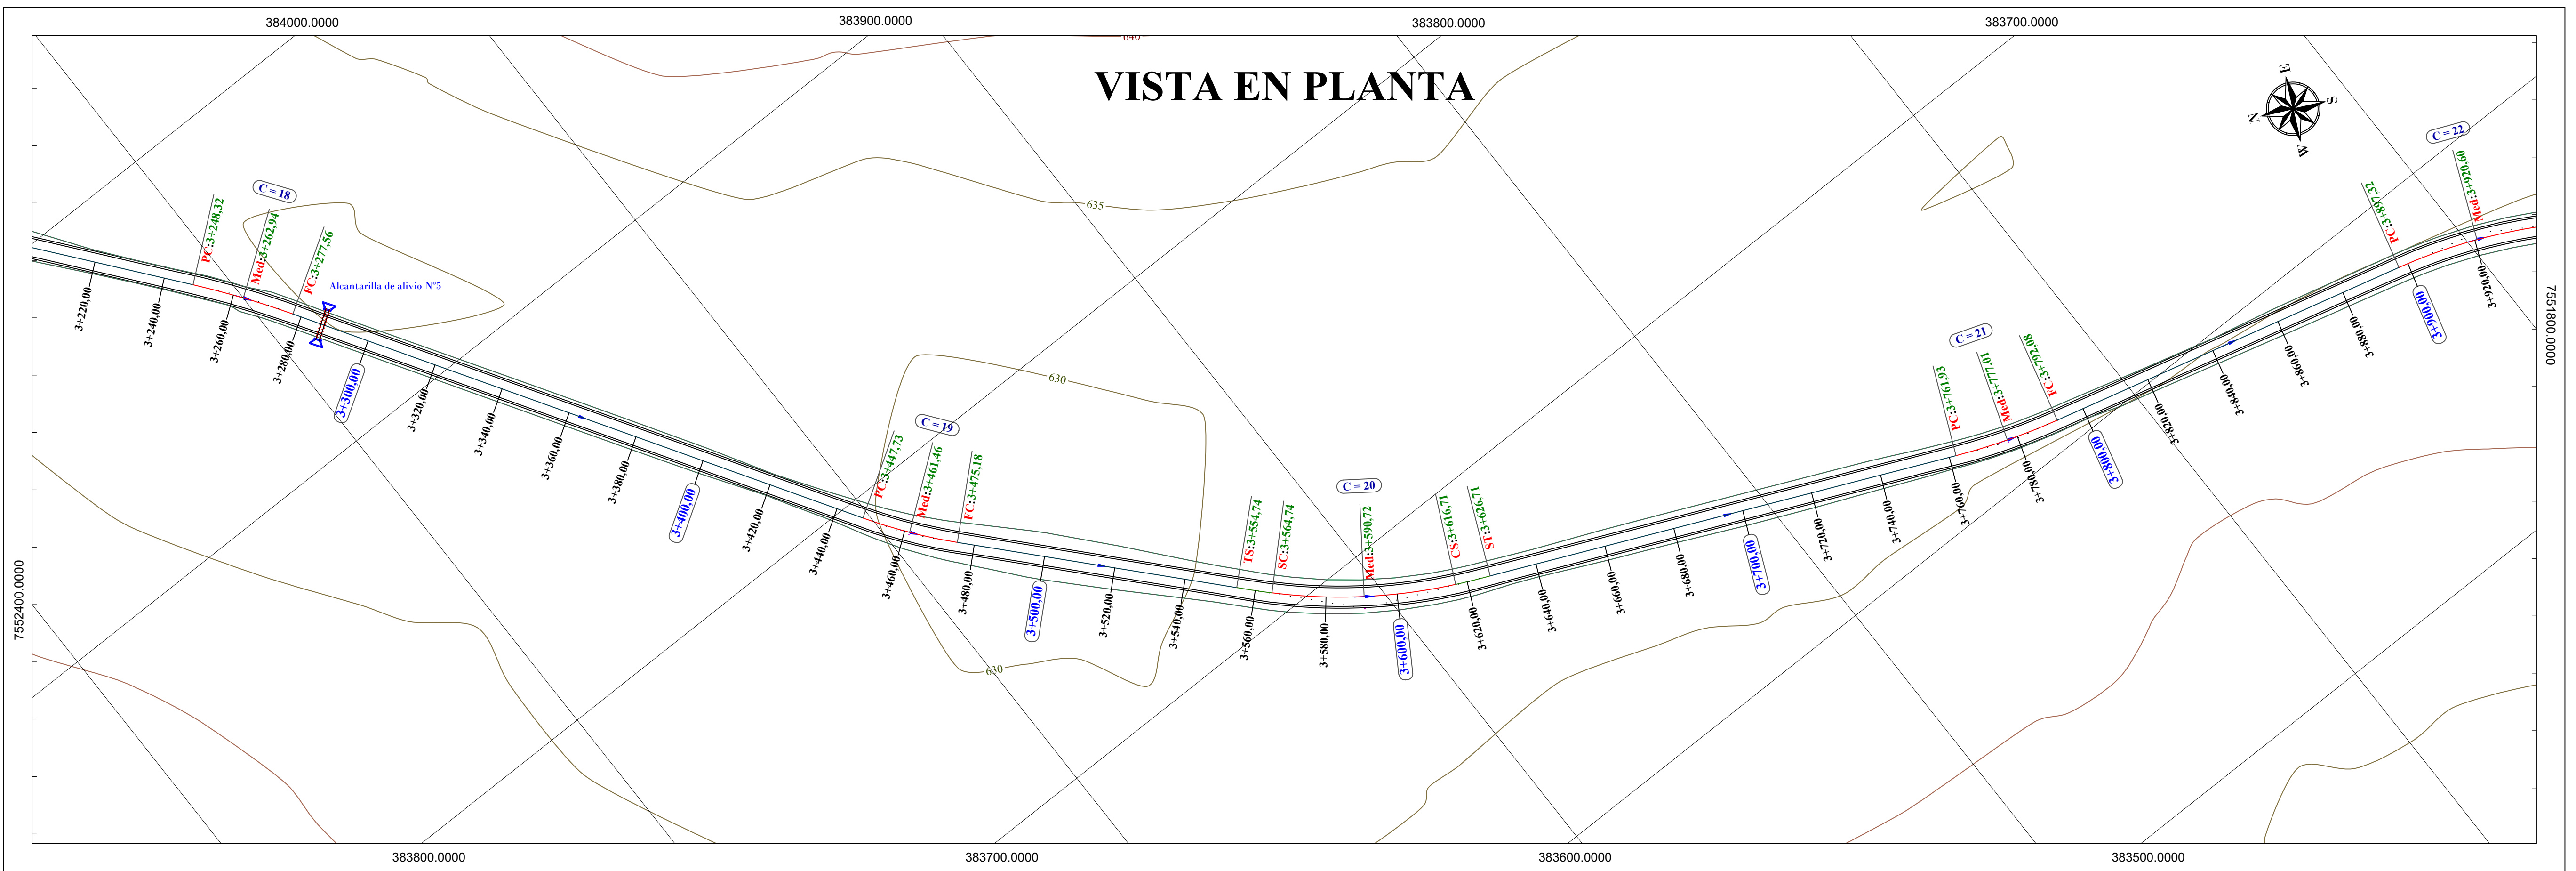 384000.0000
383900.0000
383800.0000
383700.0000
640
VISTA EN PLANTA
E
S
N
W
C = 22
Med:3+920,60
PC:3+897,32
C = 18
PC:3+248,32
Med:3+262,94
FC:3+277,56
635
Alcantarilla de alivio N°5
3+220,00
3+240,00
3+260,00
3+280,00
3+300,00
3+320,00
3+340,00
3+360,00
3+380,00
3+400,00
3+420,00
3+440,00
3+460,00
3+480,00
3+500,00
3+520,00
3+540,00
3+560,00
3+580,00
3+600,00
3+620,00
3+640,00
3+660,00
3+680,00
3+700,00
3+720,00
3+740,00
3+760,00
3+780,00
3+800,00
3+820,00
3+840,00
3+860,00
3+880,00
3+900,00
3+920,00
630
C = 19
PC:3+447,73
Med:3+461,46
FC:3+475,18
C = 20
TS:3+554,74
SC:3+564,74
Med:3+590,72
CS:3+616,71
ST:3+626,71
C = 21
PC:3+761,93
Med:3+777,01
FC:3+792,08
630
7552400.0000
7551800.0000
383800.0000
383700.0000
383600.0000
383500.0000